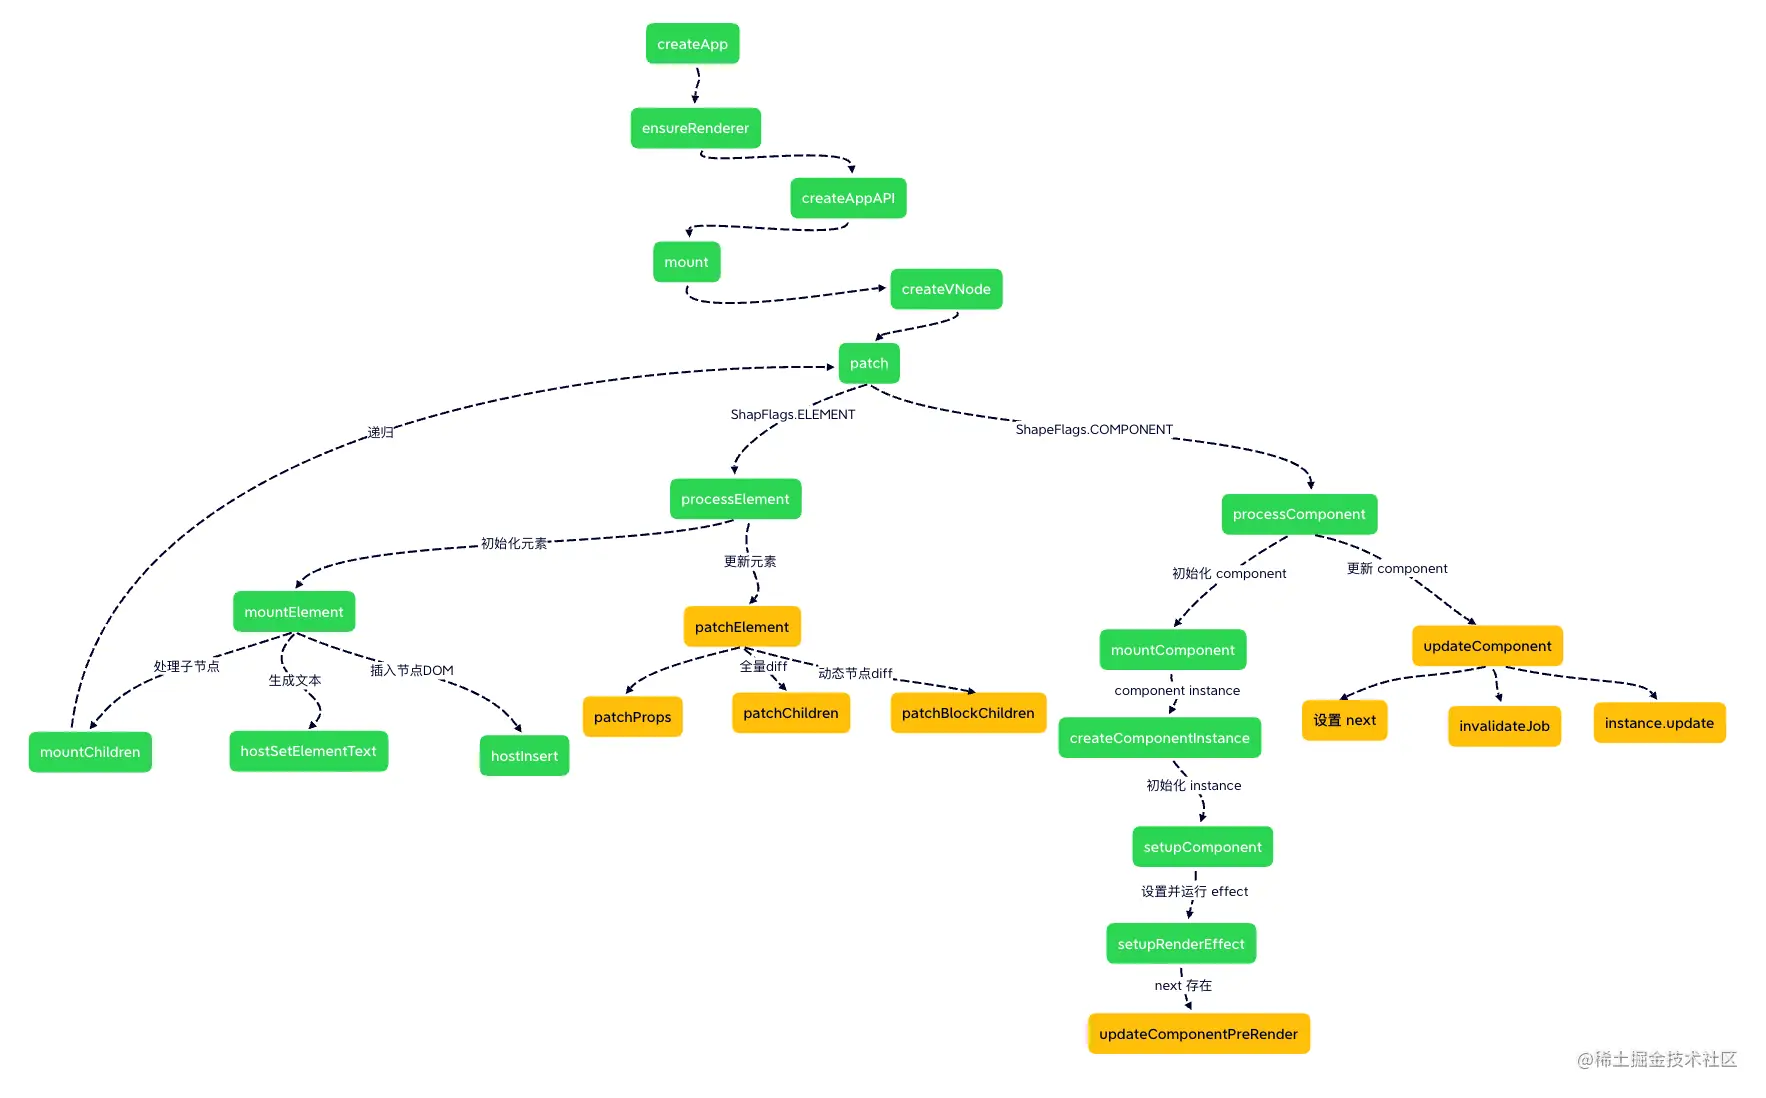 createApp
ensureRenderer
createAppAPI
mount
createVNode
patch
ShapFlags.ELEMENT
ShapeFlags.COMPONENT
递归
processElement
processComponent
初始化元素
更新元素
初始化 component
更新 component
mountElement
patchElement
mountComponent
updateComponent
处理子节点
生成文本
插入节点DOM
全量diff
动态节点diff
component instance
mountChildren
hostSetElementText
hostInsert
patchProps
patchChildren
patchBlockChildren
createComponentInstance
设置 next
invalidateJob
instance.update
初始化 instance
setupComponent
设置并运行 effect
setupRenderEffect
next 存在
updateComponentPreRender
@稀土掘金技术社区